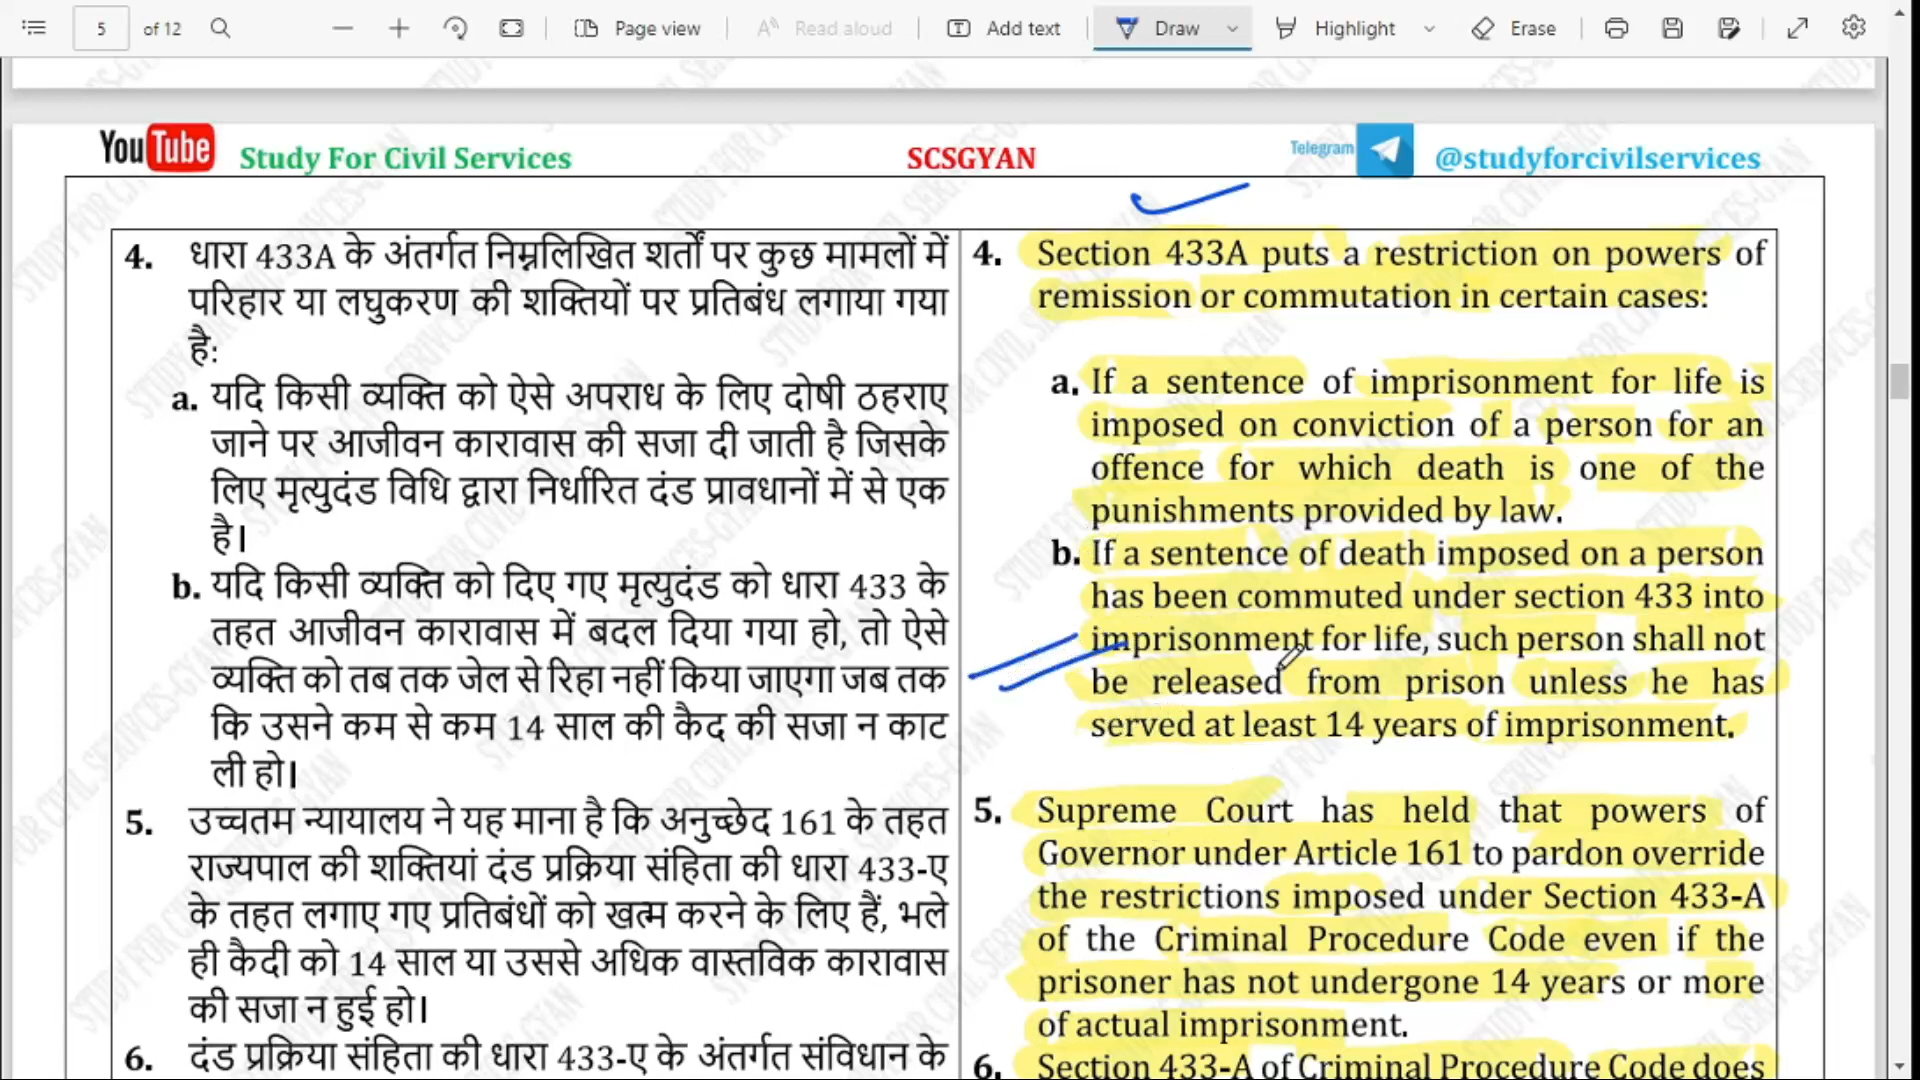 5 of 12 Page view Read aloud Add text Draw Highlight Erase
YouTube Study For Civil Services SCSGYAN Telegram @studyforcivilservices
4. धारा 433A के अंतर्गत निम्नलिखित शर्तों पर कुछ मामलों में
परिहार या लघुकरण की शक्तियों पर प्रतिबंध लगाया गया
है:
a. यदि किसी व्यक्ति को ऐसे अपराध के लिए दोषी ठहराए
जाने पर आजीवन कारावास की सजा दी जाती है जिसके
लिए मृत्युदंड विधि द्वारा निर्धारित दंड प्रावधानों में से एक
है।
b. यदि किसी व्यक्ति को दिए गए मृत्युदंड को धारा 433 के
तहत आजीवन कारावास में बदल दिया गया हो, तो ऐसे
व्यक्ति को तब तक जेल से रिहा नहीं किया जाएगा जब तक
कि उसने कम से कम 14 साल की कैद की सजा न काट
ली हो।
5. उच्चतम न्यायालय ने यह माना है कि अनुच्छेद 161 के तहत
राज्यपाल की शक्तियां दंड प्रक्रिया संहिता की धारा 433-ए
के तहत लगाए गए प्रतिबंधों को खत्म करने के लिए हैं, भले
ही कैदी को 14 साल या उससे अधिक वास्तविक कारावास
की सजा न हुई हो।
6. दंड प्रक्रिया संहिता की धारा 433-ए के अंतर्गत संविधान के
4. Section 433A puts a restriction on powers of
remission or commutation in certain cases:
a. If a sentence of imprisonment for life is
imposed on conviction of a person for an
offence for which death is one of the
punishments provided by law.
b. If a sentence of death imposed on a person
has been commuted under section 433 into
imprisonment for life, such person shall not
be released from prison unless he has
served at least 14 years of imprisonment.
5. Supreme Court has held that powers of
Governor under Article 161 to pardon override
the restrictions imposed under Section 433-A
of the Criminal Procedure Code even if the
prisoner has not undergone 14 years or more
of actual imprisonment.
6. Section 433-A of Criminal Procedure Code does